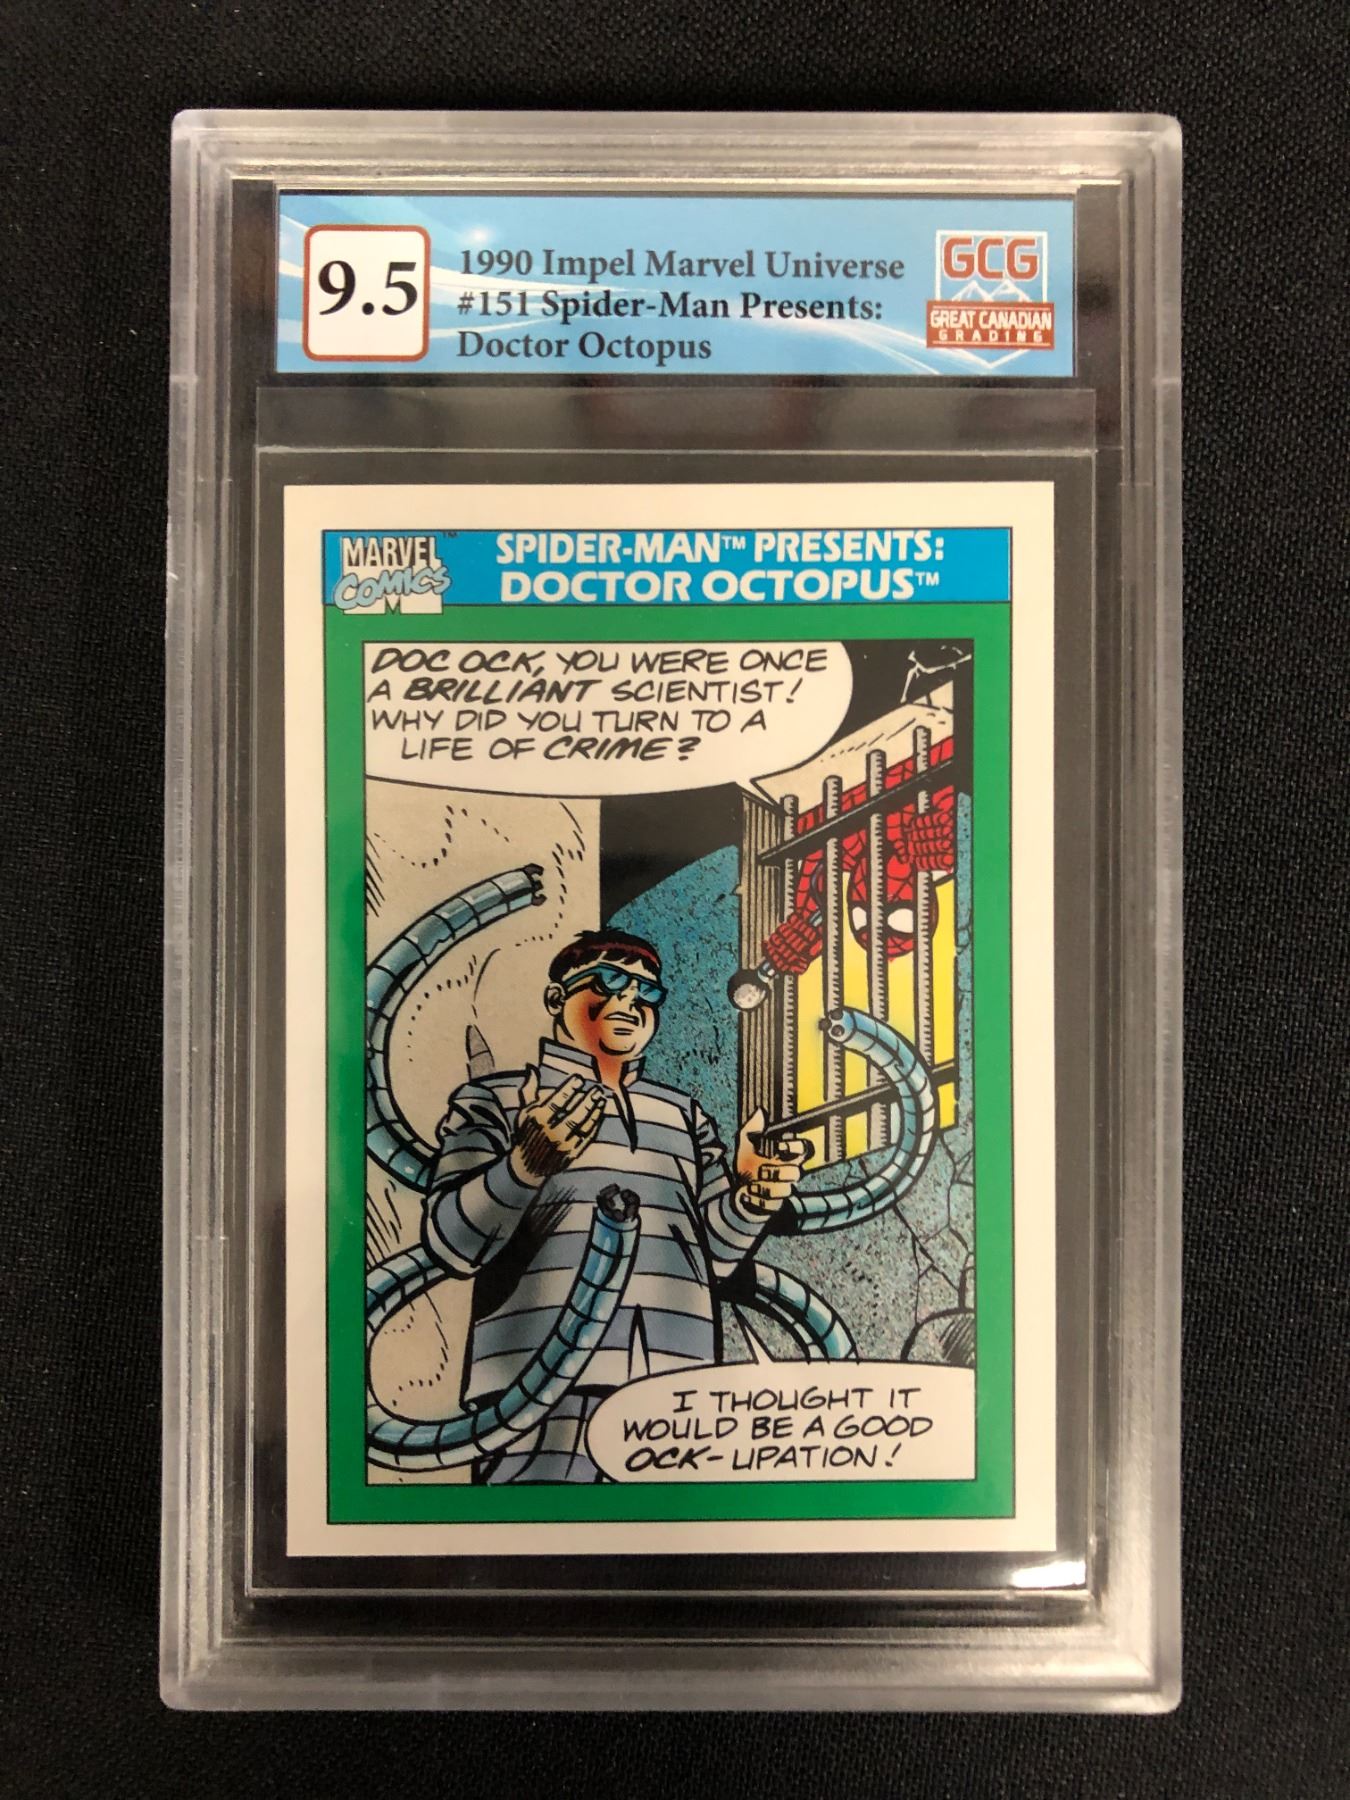 9.5
1990 Impel Marvel Universe
#151 Spider-Man Presents:
Doctor Octopus
GCG
GREAT CANADIAN
GRADING
MARVEL™
COMICS
SPIDER-MAN™ PRESENTS:
DOCTOR OCTOPUS™
DOC OCK, YOU WERE ONCE
A BRILLIANT SCIENTIST!
WHY DID YOU TURN TO A
LIFE OF CRIME?
I THOUGHT IT
WOULD BE A GOOD
OCK-UPATION!